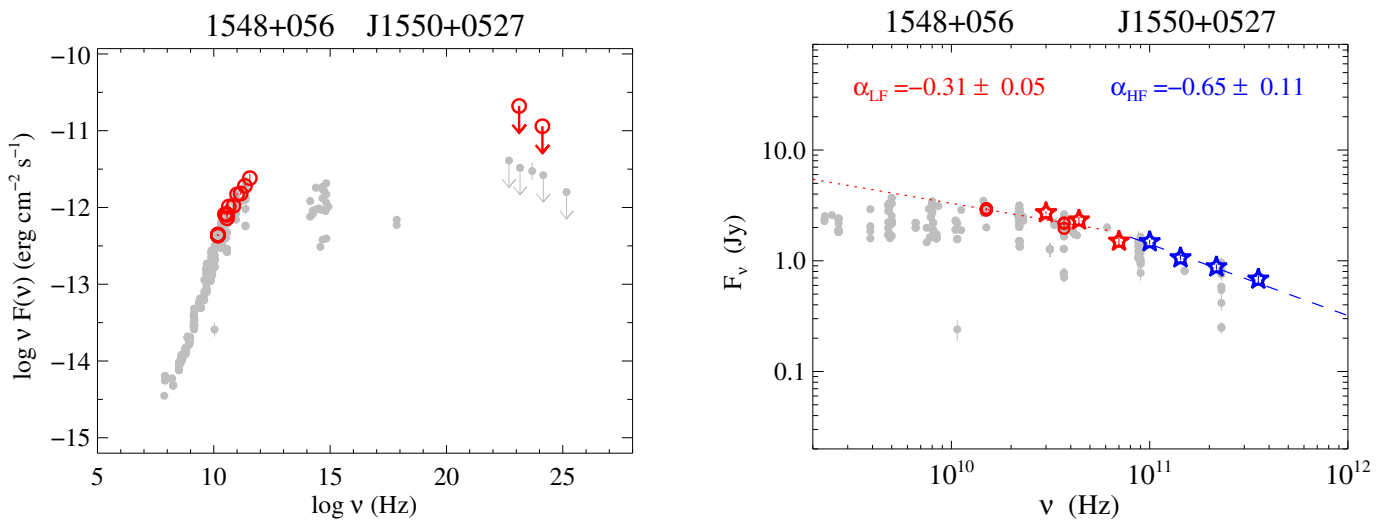 1548+056 J1550+0527
log ν F(ν) (erg cm⁻² s⁻¹)
−10
−11
−12
−13
−14
−15
5 10 15 20 25
log ν (Hz)
1548+056 J1550+0527
α_LF =−0.31 ± 0.05 α_HF =−0.65 ± 0.11
F_ν (Jy)
10.0
1.0
0.1
10¹⁰ 10¹¹ 10¹²
ν (Hz)